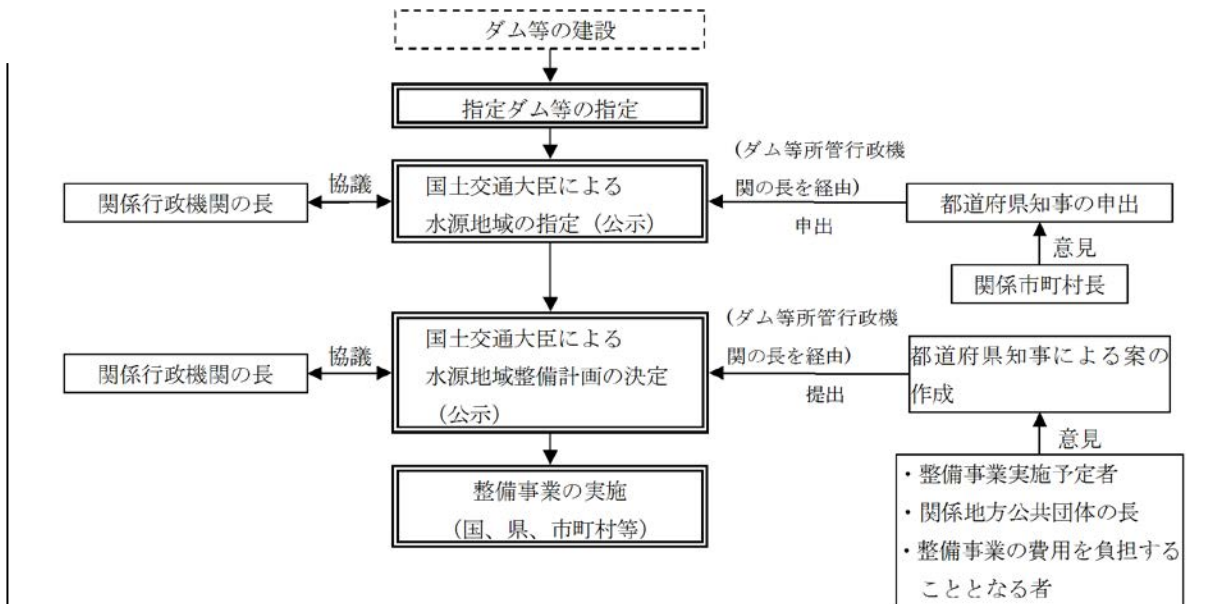 ダム等の建設
指定ダム等の指定
(ダム等所管行政機
関の長を経由)
国土交通大臣による
水源地域の指定（公示）
協議
関係行政機関の長
申出
都道府県知事の申出
意見
関係市町村長
(ダム等所管行政機
関の長を経由)
国土交通大臣による
水源地域整備計画の決定
（公示）
協議
関係行政機関の長
提出
都道府県知事による案の
作成
意見
・整備事業実施予定者
・関係地方公共団体の長
・整備事業の費用を負担する
こととなる者
整備事業の実施
（国、県、市町村等）